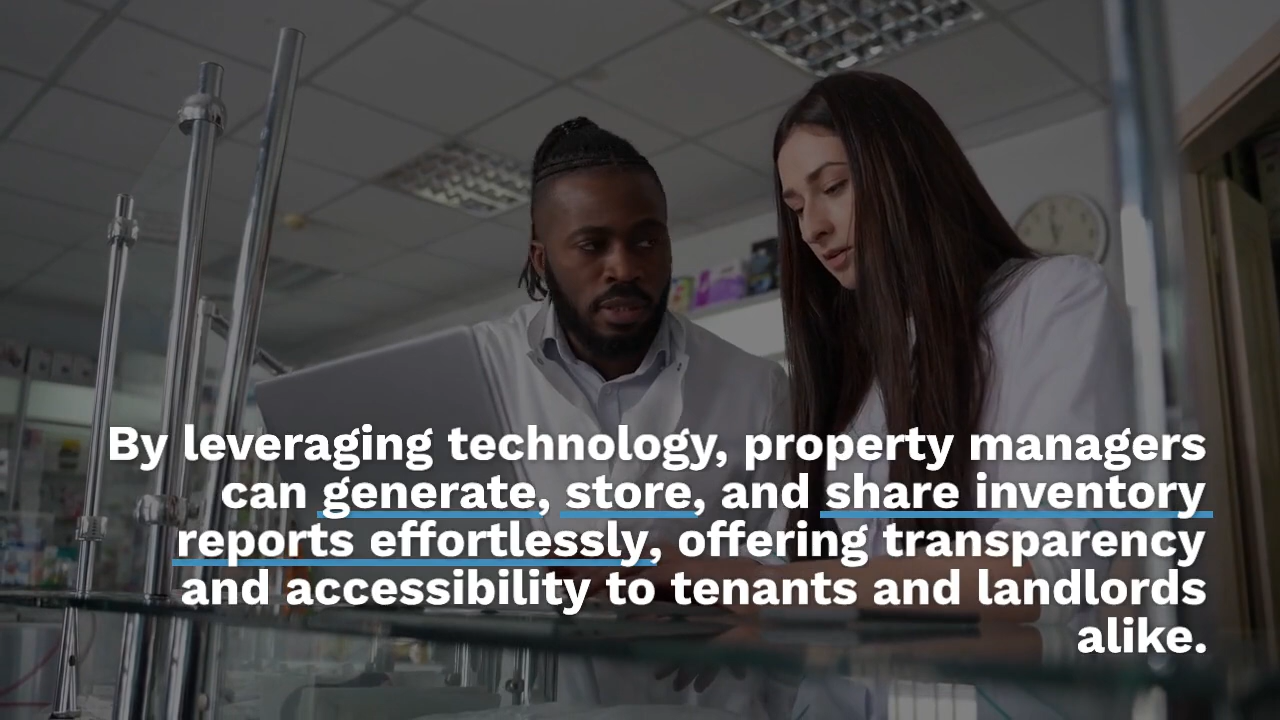 By leveraging technology, property managers
can generate, store, and share inventory
reports effortlessly, offering transparency
and accessibility to tenants and landlords
alike.